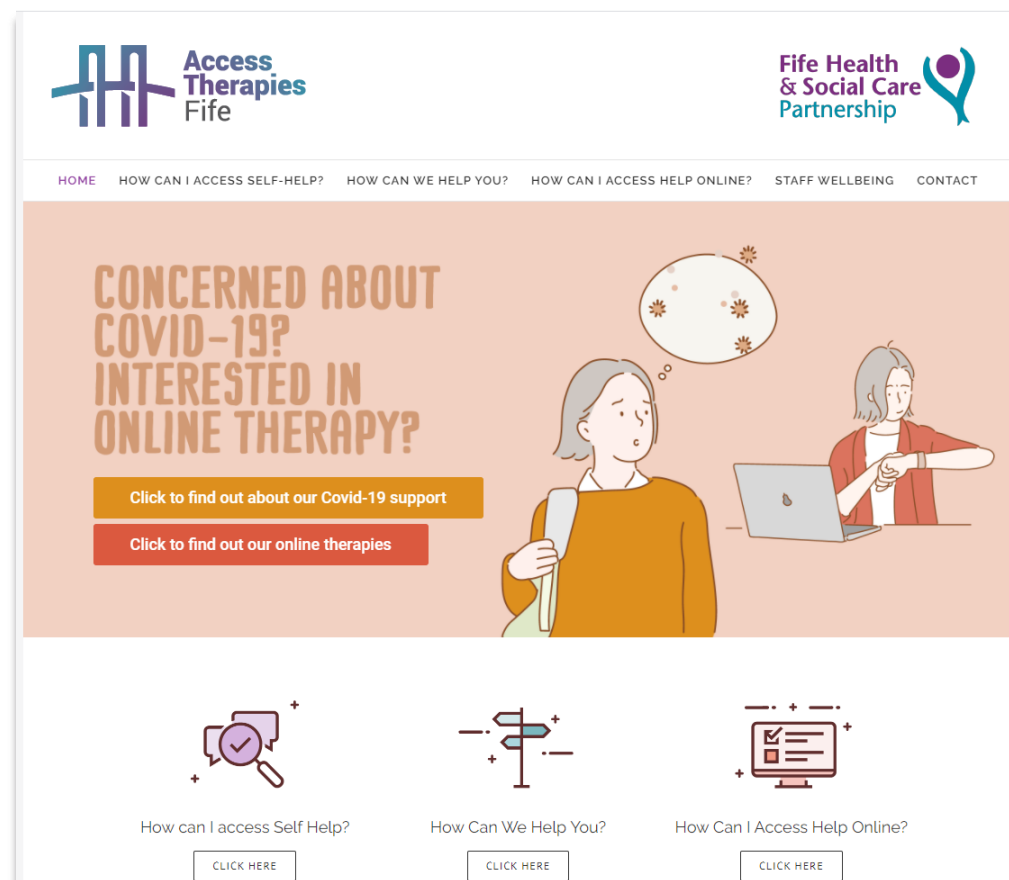 Access
Therapies
Fife
Fife Health
& Social Care
Partnership
HOME HOW CAN I ACCESS SELF-HELP? HOW CAN WE HELP YOU? HOW CAN I ACCESS HELP ONLINE? STAFF WELLBEING CONTACT
CONCERNED ABOUT
COVID-19?
INTERESTED IN
ONLINE THERAPY?
Click to find out about our Covid-19 support
Click to find out our online therapies
How can I access Self Help? How Can We Help You? How Can I Access Help Online?
CLICK HERE CLICK HERE CLICK HERE